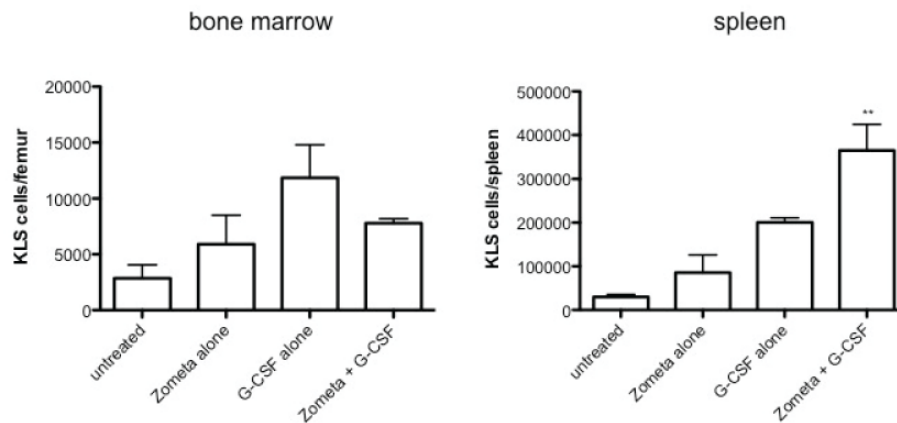 bone marrow
KLS cells/femur
20000
15000
10000
5000
0
untreated
Zometa alone
G-CSF alone
Zometa + G-CSF
spleen
KLS cells/spleen
500000
400000
300000
200000
100000
0
**
untreated
Zometa alone
G-CSF alone
Zometa + G-CSF